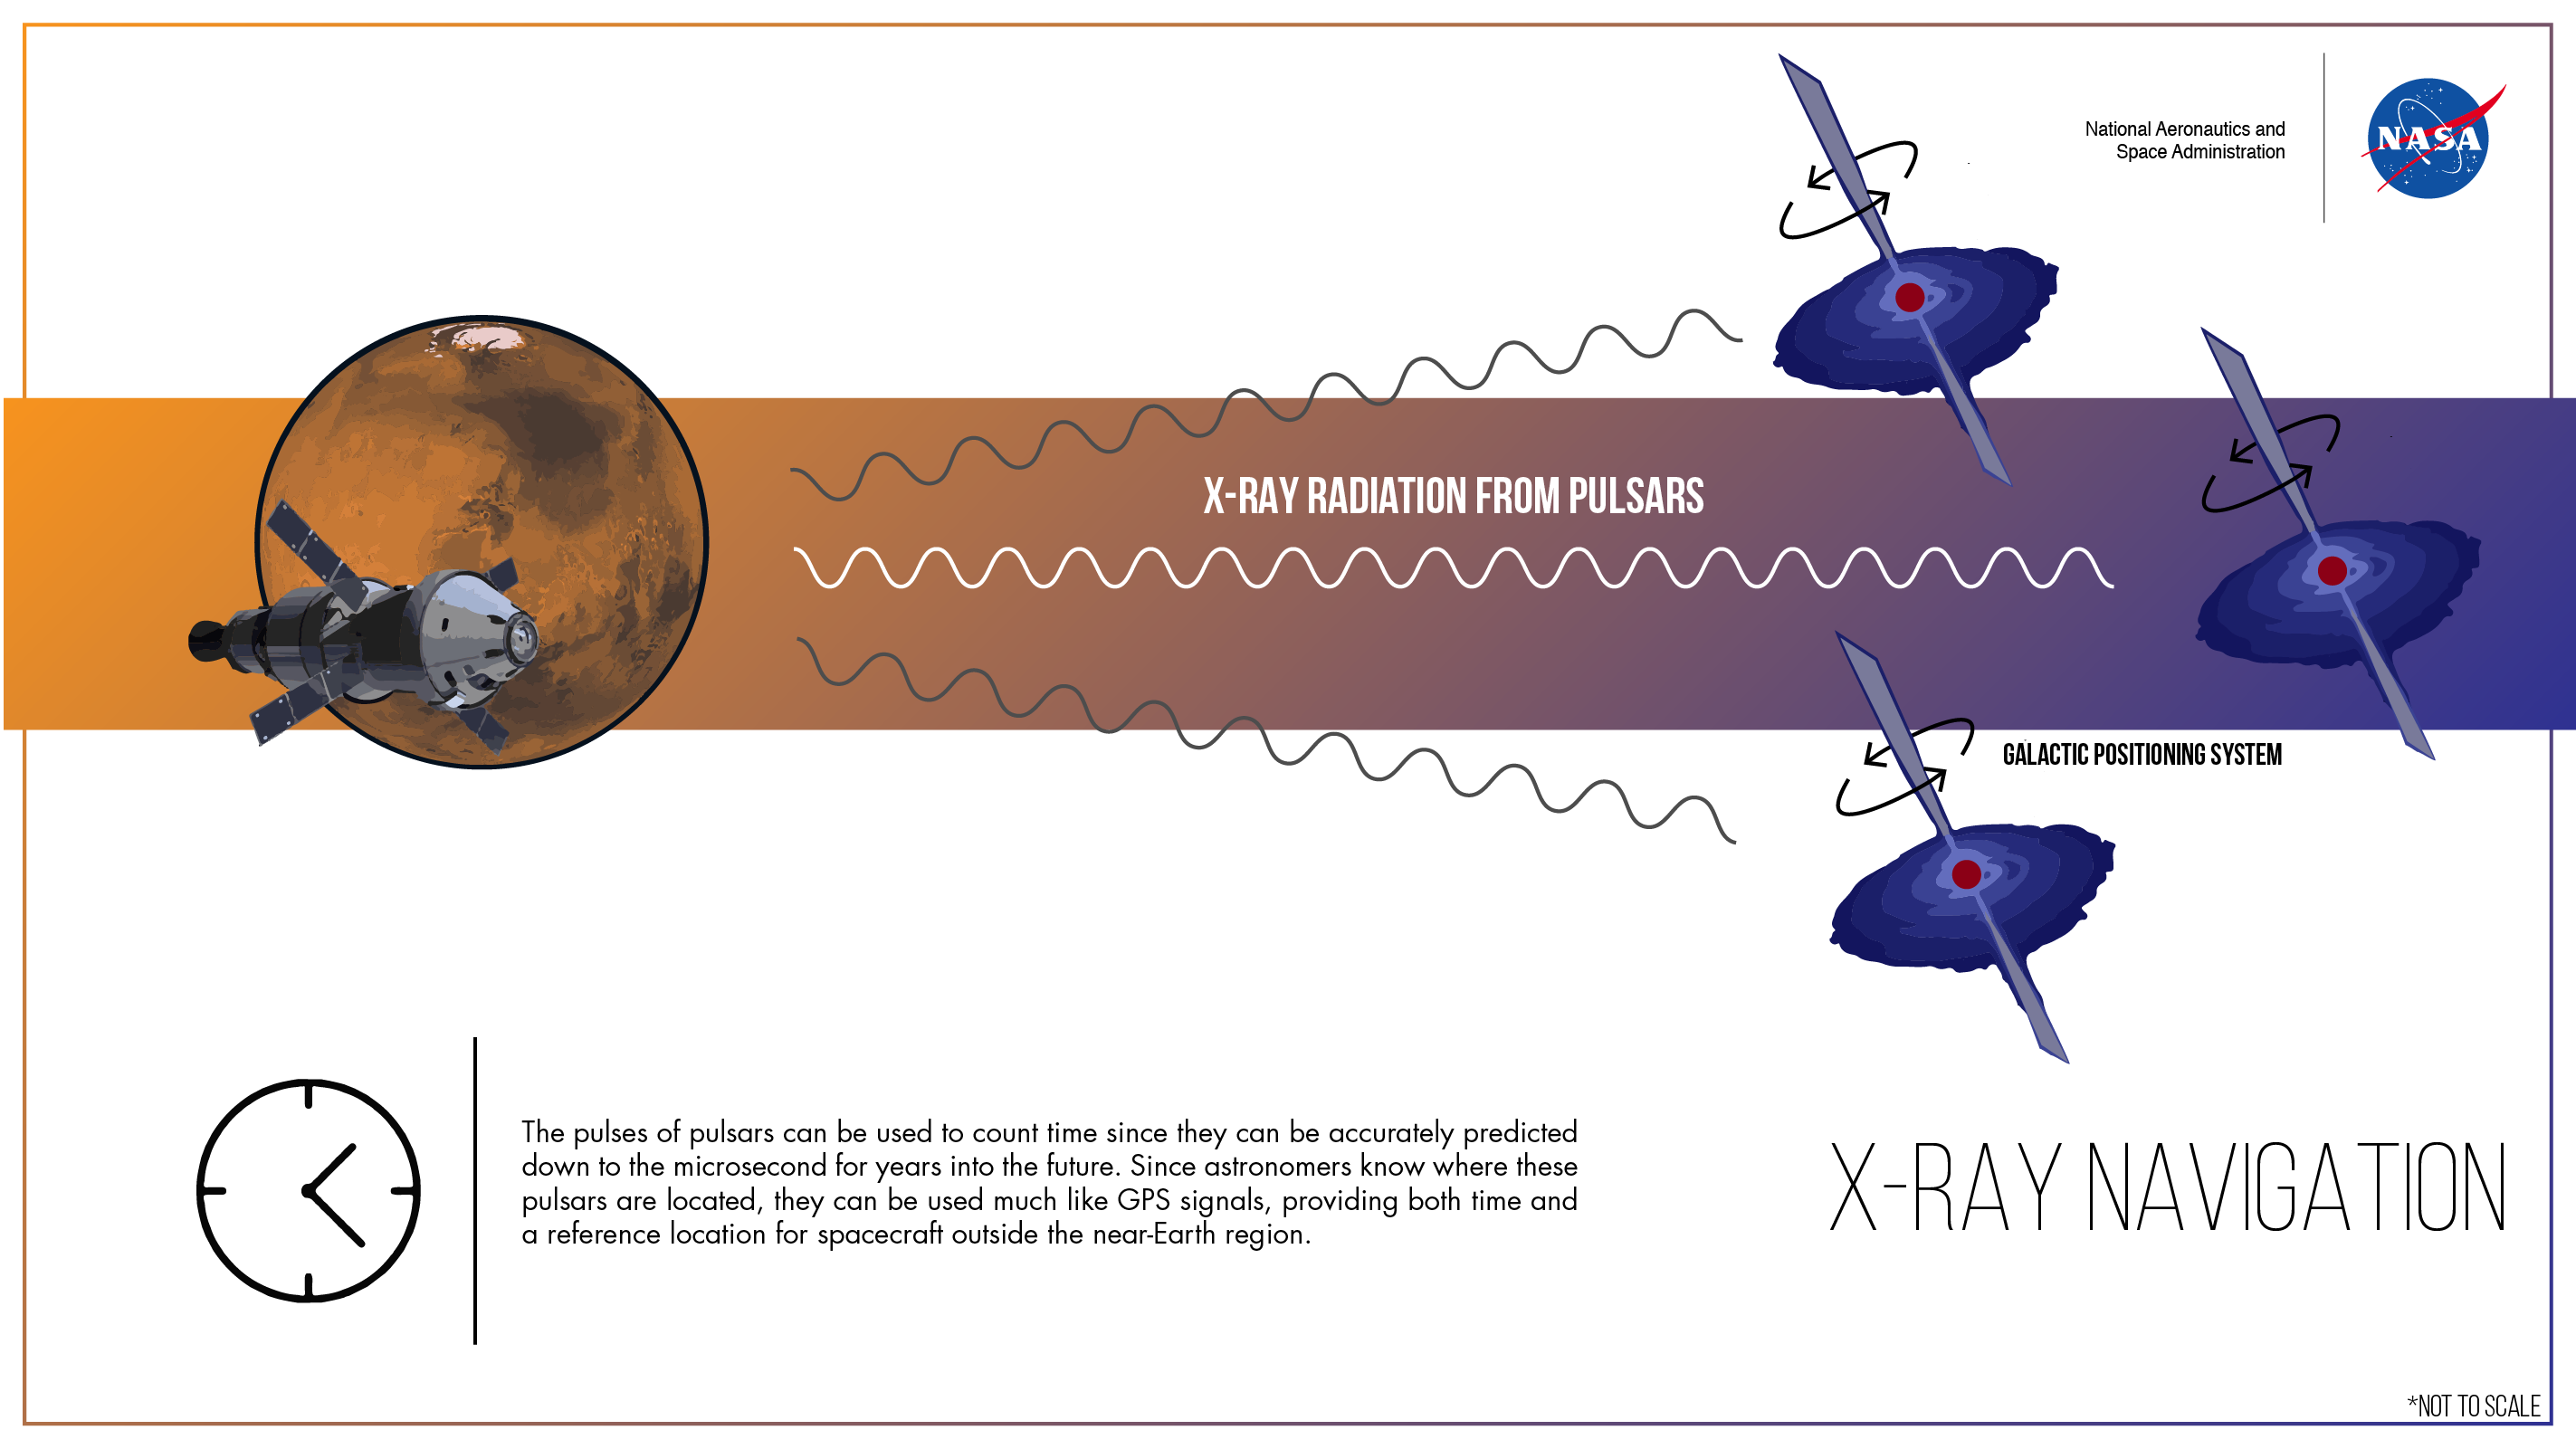 National Aeronautics and
Space Administration
NASA
X-RAY RADIATION FROM PULSARS
GALACTIC POSITIONING SYSTEM
The pulses of pulsars can be used to count time since they can be accurately predicted
down to the microsecond for years into the future. Since astronomers know where these
pulsars are located, they can be used much like GPS signals, providing both time and
a reference location for spacecraft outside the near-Earth region.
X-RAY NAVIGATION
*NOT TO SCALE